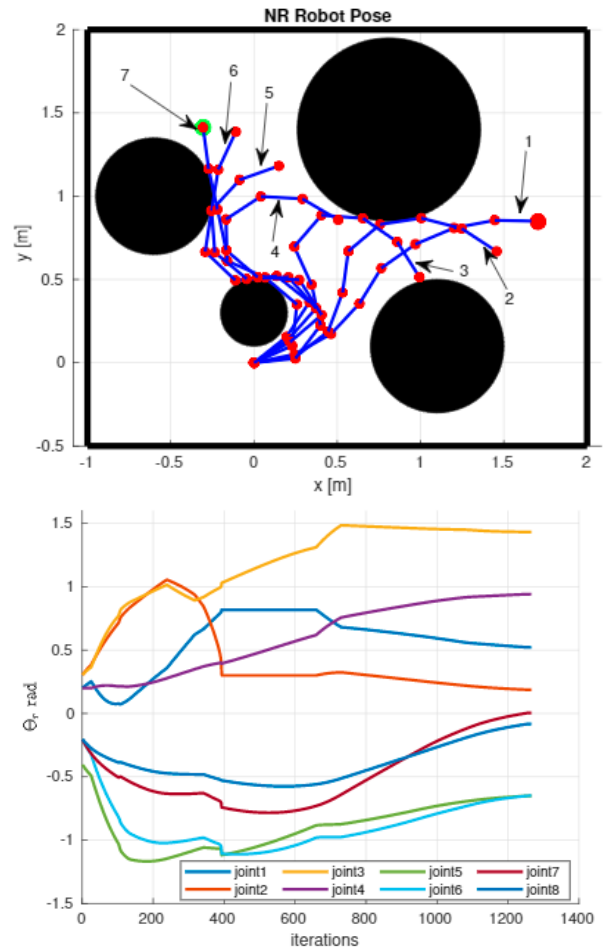 NR Robot Pose
2
1.5
1
0.5
0
-0.5
y [m]
7
6
5
4
1
2
3
-1
-0.5
0
0.5
1
1.5
2
x [m]
1.5
1
0.5
0
-0.5
-1
-1.5
Θr rad
joint1
joint3
joint5
joint7
joint2
joint4
joint6
joint8
0
200
400
600
800
1000
1200
1400
iterations